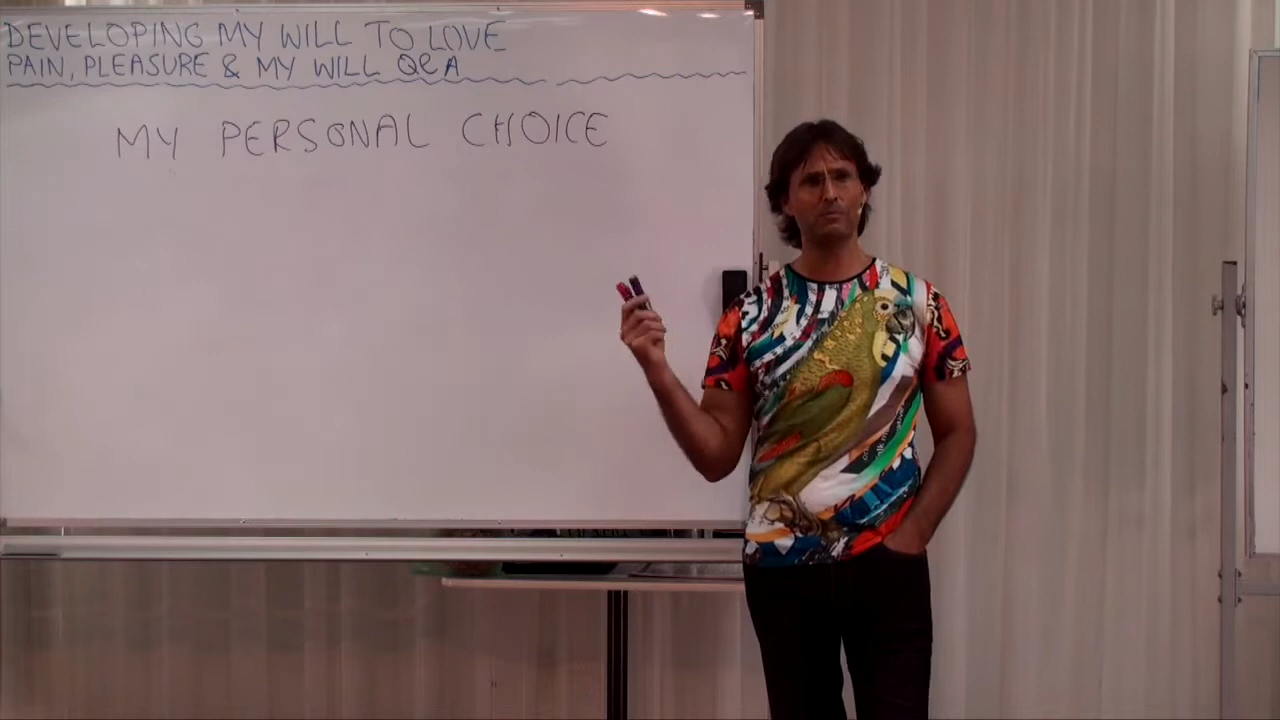 DEVELOPING MY WILL TO LOVE
PAIN, PLEASURE & MY WILL Q&A
MY PERSONAL CHOICE